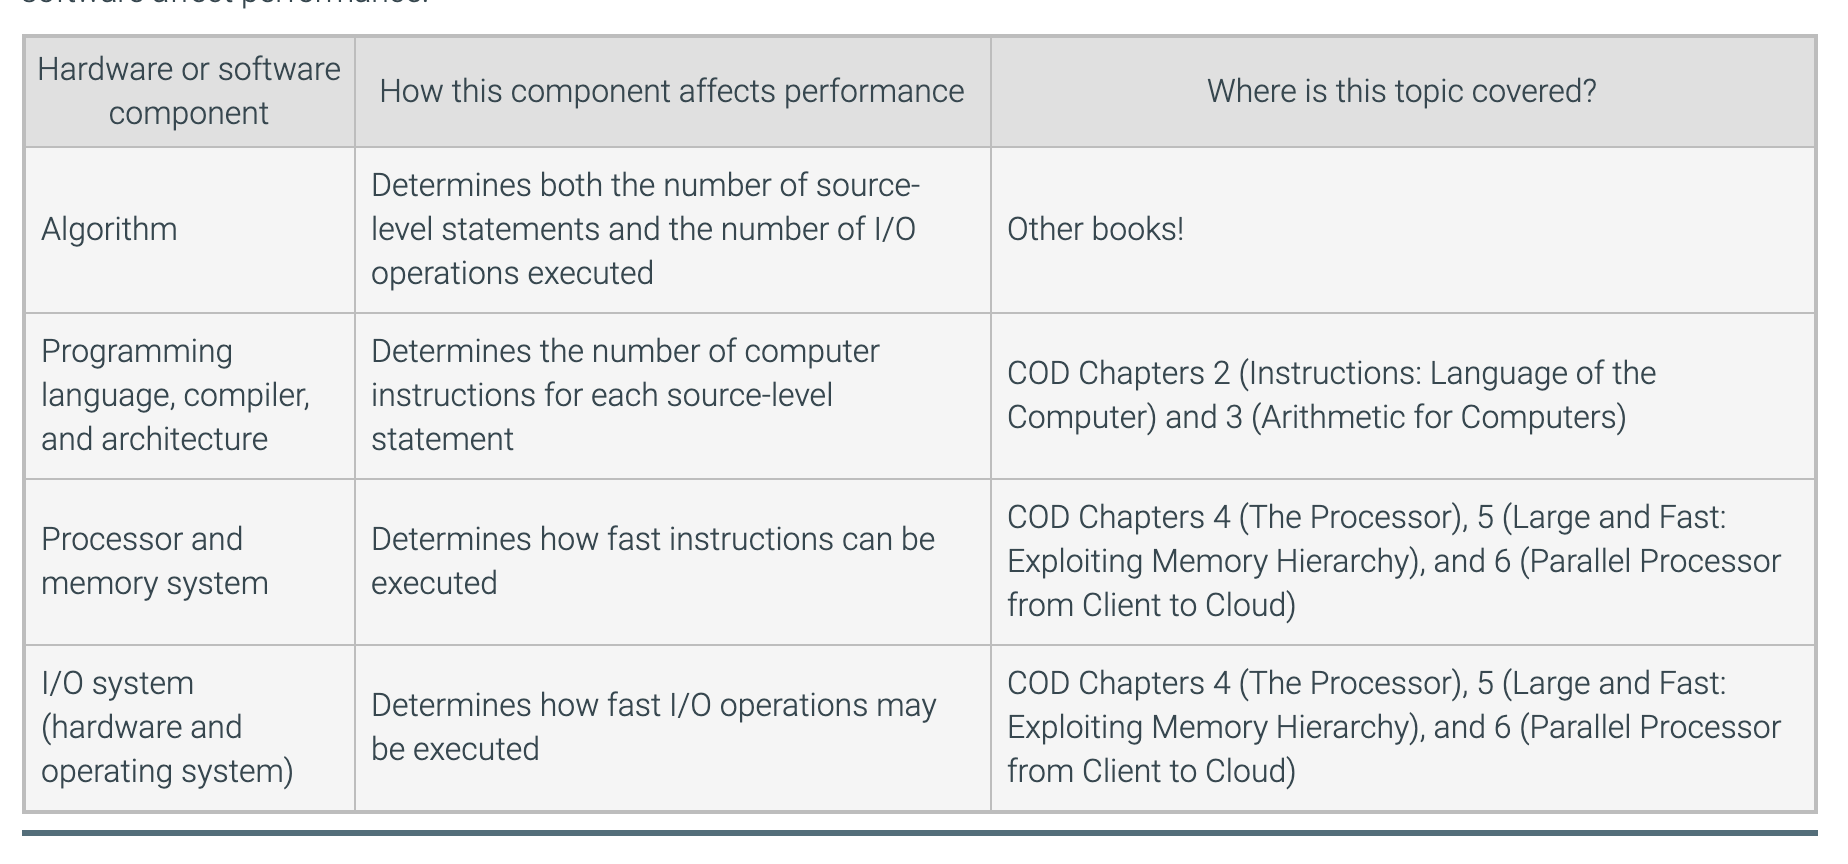 software affect performance.
Hardware or software
component
How this component affects performance
Where is this topic covered?
Algorithm
Determines both the number of source-
level statements and the number of I/O
operations executed
Other books!
Programming
language, compiler,
and architecture
Determines the number of computer
instructions for each source-level
statement
COD Chapters 2 (Instructions: Language of the
Computer) and 3 (Arithmetic for Computers)
Processor and
memory system
Determines how fast instructions can be
executed
COD Chapters 4 (The Processor), 5 (Large and Fast:
Exploiting Memory Hierarchy), and 6 (Parallel Processor
from Client to Cloud)
I/O system
(hardware and
operating system)
Determines how fast I/O operations may
be executed
COD Chapters 4 (The Processor), 5 (Large and Fast:
Exploiting Memory Hierarchy), and 6 (Parallel Processor
from Client to Cloud)